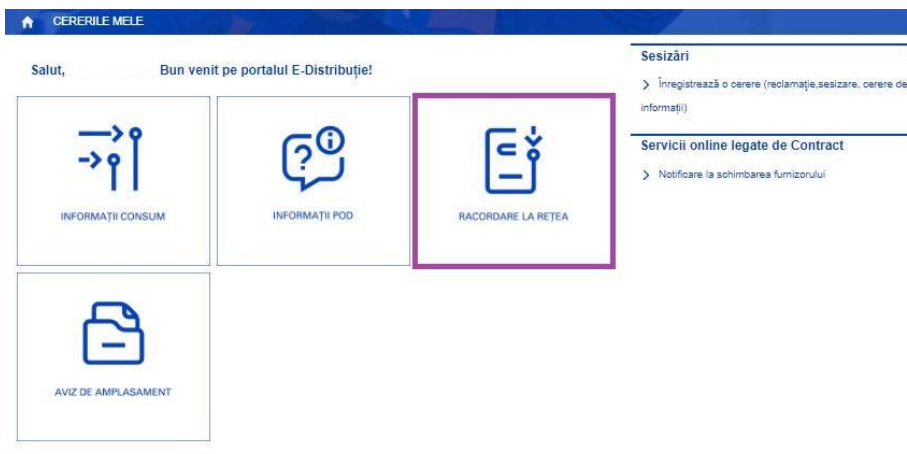 CERERILE MELE
Salut, Bun venit pe portalul E-Distribuție!
INFORMAȚII CONSUM
INFORMAȚII POD
RACORDARE LA REȚEA
AVIZ DE AMPLASAMENT
Sesizări
Înregistrează o cerere (reclamație,sesizare, cerere de
informații)
Servicii online legate de Contract
Notificare la schimbarea furnizorului